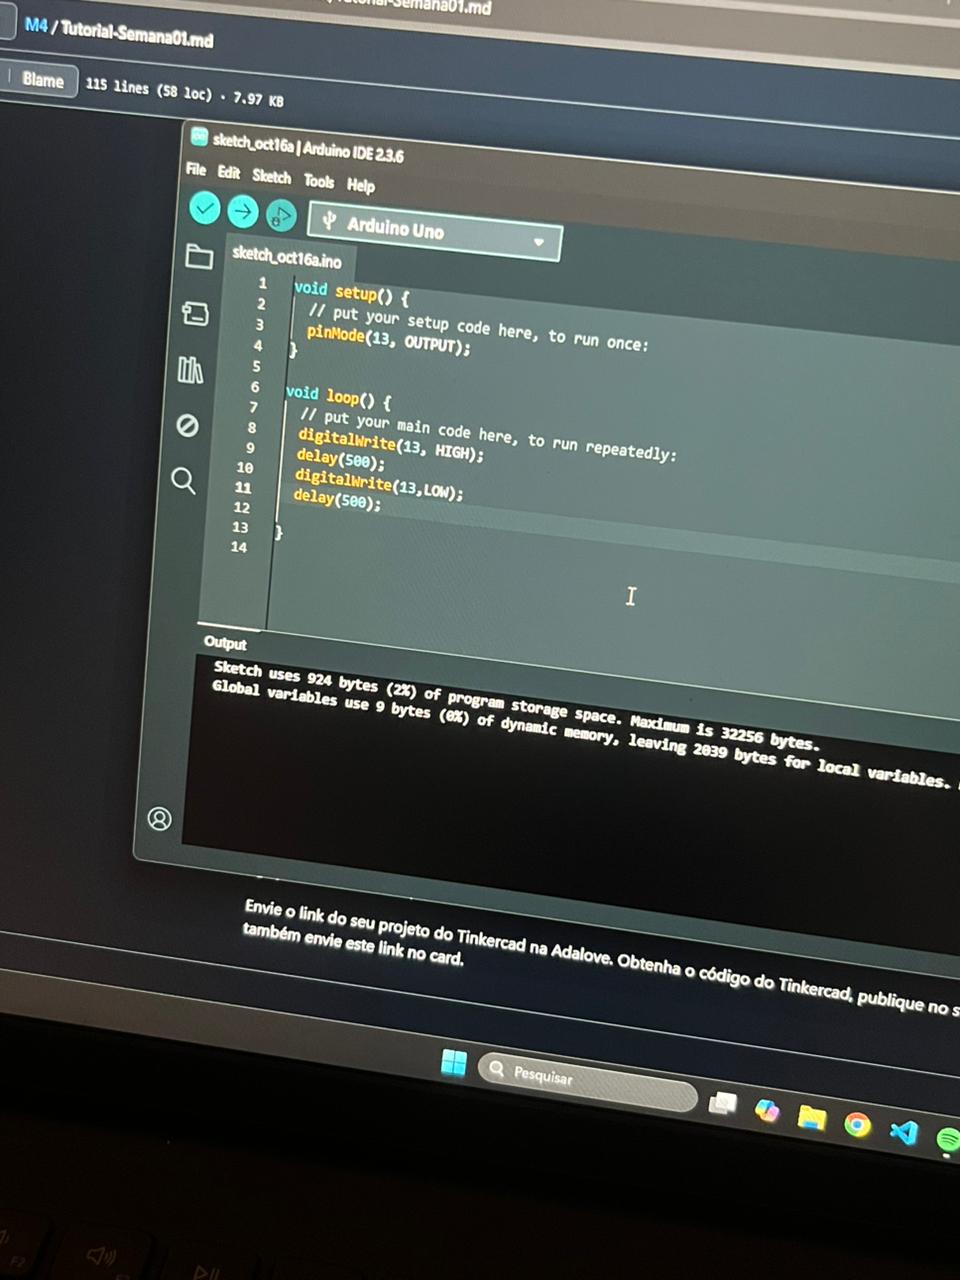 Tutorial-Semana01.md
M4 / Tutorial-Semana01.md
Blame
115 lines (58 loc) · 7.97 KB
sketch_oct16a | Arduino IDE 2.3.6
File Edit Sketch Tools Help
Arduino Uno
sketch_oct16a.ino
1 void setup() {
2 // put your setup code here, to run once:
3 pinMode(13, OUTPUT);
4 }
5
6 void loop() {
7 // put your main code here, to run repeatedly:
8 digitalWrite(13, HIGH);
9 delay(500);
10 digitalWrite(13,LOW);
11 delay(500);
12
13 }
14
Output
Sketch uses 924 bytes (2%) of program storage space. Maximum is 32256 bytes.
Global variables use 9 bytes (0%) of dynamic memory, leaving 2039 bytes for local variables.
Envie o link do seu projeto do Tinkercad na Adalove. Obtenha o código do Tinkercad, publique no s
também envie este link no card.
Pesquisar
F2